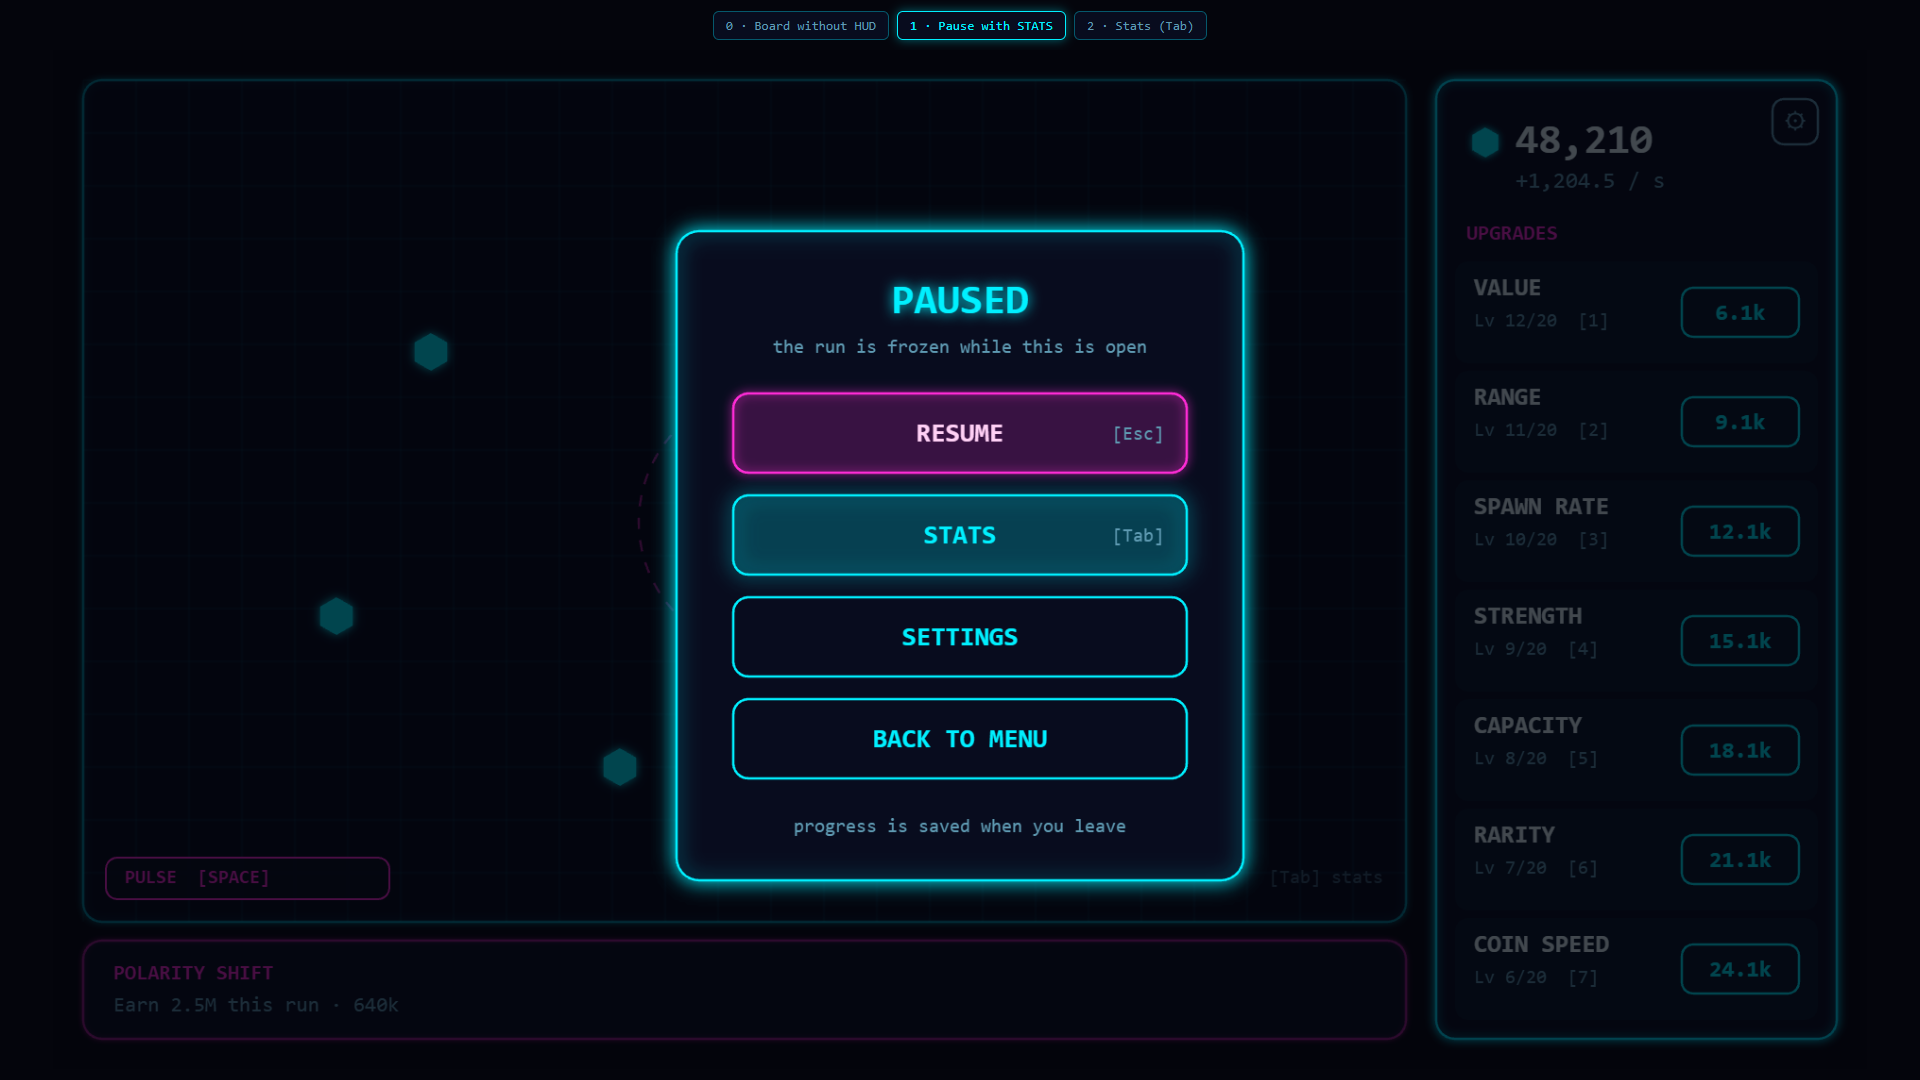 0 · Board without HUD
1 · Pause with STATS
2 · Stats (Tab)
48,210
+1,204.5 / s
UPGRADES
VALUE
Lv 12/20 [1]
6.1k
RANGE
Lv 11/20 [2]
9.1k
SPAWN RATE
Lv 10/20 [3]
12.1k
STRENGTH
Lv 9/20 [4]
15.1k
CAPACITY
Lv 8/20 [5]
18.1k
RARITY
Lv 7/20 [6]
21.1k
COIN SPEED
Lv 6/20 [7]
24.1k
PAUSED
the run is frozen while this is open
RESUME [Esc]
STATS [Tab]
SETTINGS
BACK TO MENU
progress is saved when you leave
PULSE [SPACE]
[Tab] stats
POLARITY SHIFT
Earn 2.5M this run · 640k